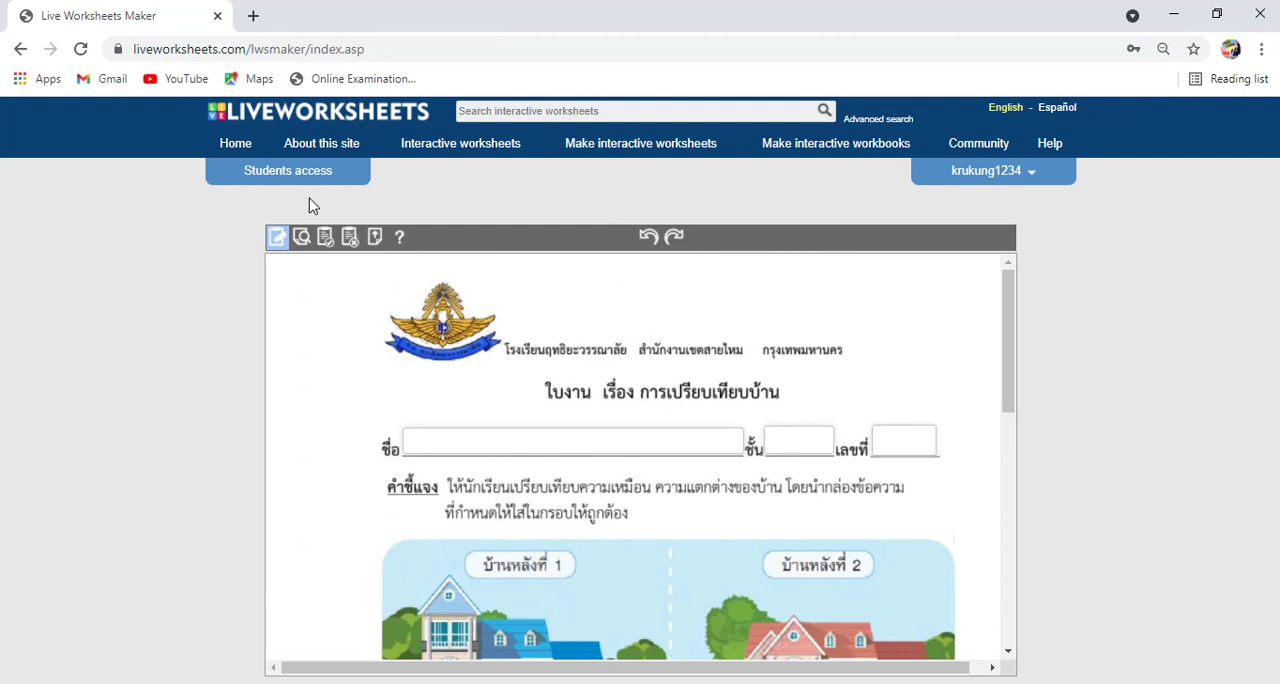 Live Worksheets Maker
liveworksheets.com/lwsmaker/index.asp
Apps Gmail YouTube Maps Online Examination... Reading list
LIVEWORKSHEETS Search interactive worksheets Advanced search English - Español
Home About this site Interactive worksheets Make interactive worksheets Make interactive workbooks Community Help
Students access krukung1234
?
โรงเรียนฤทธิยะวรรณาลัย สำนักงานเขตสายไหม กรุงเทพมหานคร
ใบงาน เรื่อง การเปรียบเทียบบ้าน
ชื่อ ชั้น เลขที่
คำชี้แจง ให้นักเรียนเปรียบเทียบความเหมือน ความแตกต่างของบ้าน โดยนำกล่องข้อความ
ที่กำหนดให้ใส่ในกรอบให้ถูกต้อง
บ้านหลังที่ 1 บ้านหลังที่ 2